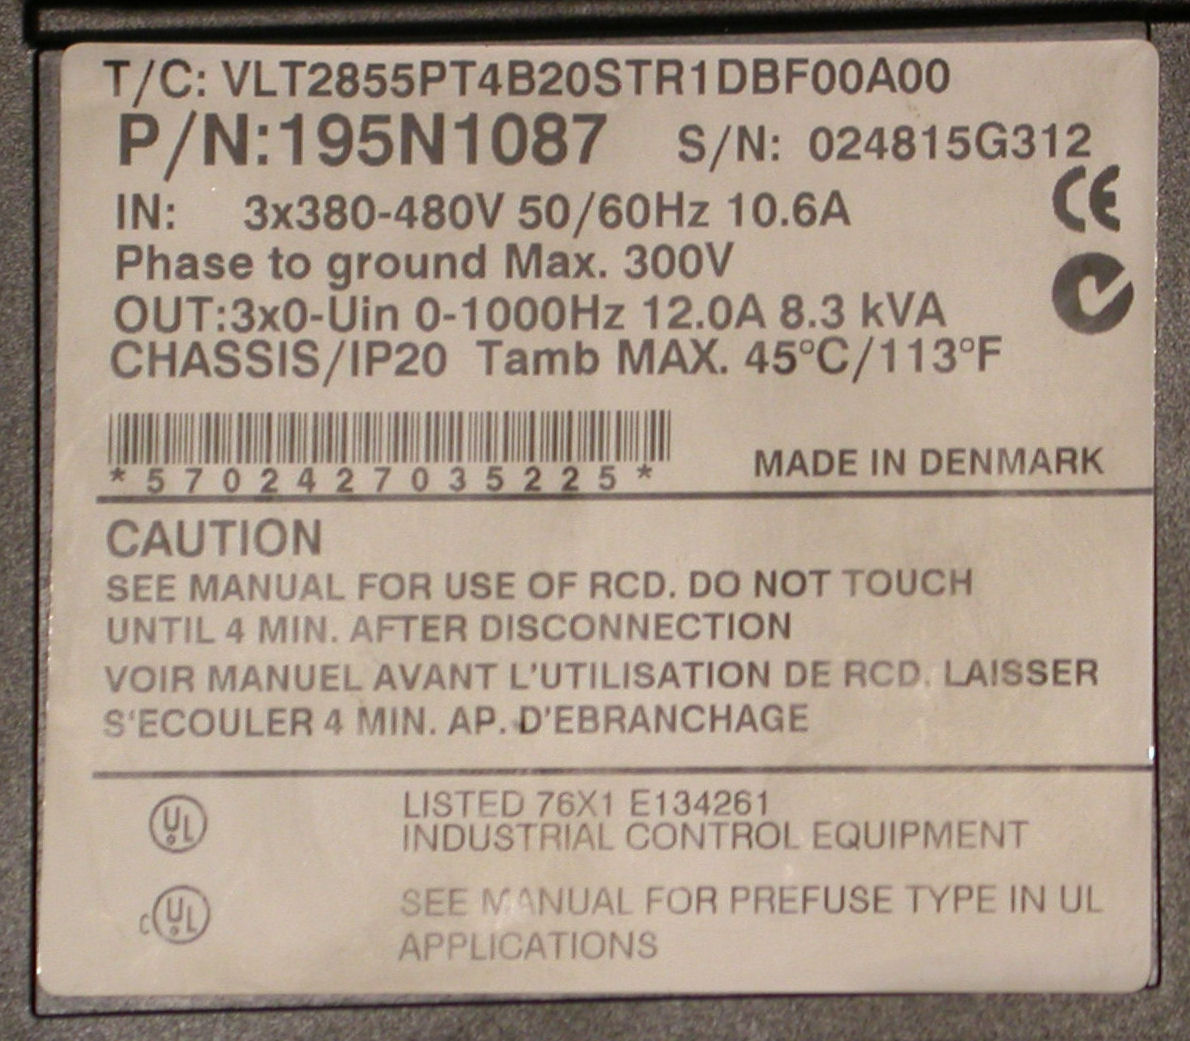 T/C: VLT2855PT4B20STR1DBF00A00
P/N:195N1087 S/N: 024815G312
IN: 3x380-480V 50/60Hz 10.6A
CE
Phase to ground Max. 300V
OUT:3x0-Uin 0-1000Hz 12.0A 8.3 kVA
CHASSIS/IP20 Tamb MAX. 45°C/113°F
*5702427035225*
MADE IN DENMARK
CAUTION
SEE MANUAL FOR USE OF RCD. DO NOT TOUCH
UNTIL 4 MIN. AFTER DISCONNECTION
VOIR MANUEL AVANT L'UTILISATION DE RCD. LAISSER
S'ECOULER 4 MIN. AP. D'EBRANCHAGE
UL LISTED 76X1 E134261
INDUSTRIAL CONTROL EQUIPMENT
cUL SEE MANUAL FOR PREFUSE TYPE IN UL
APPLICATIONS